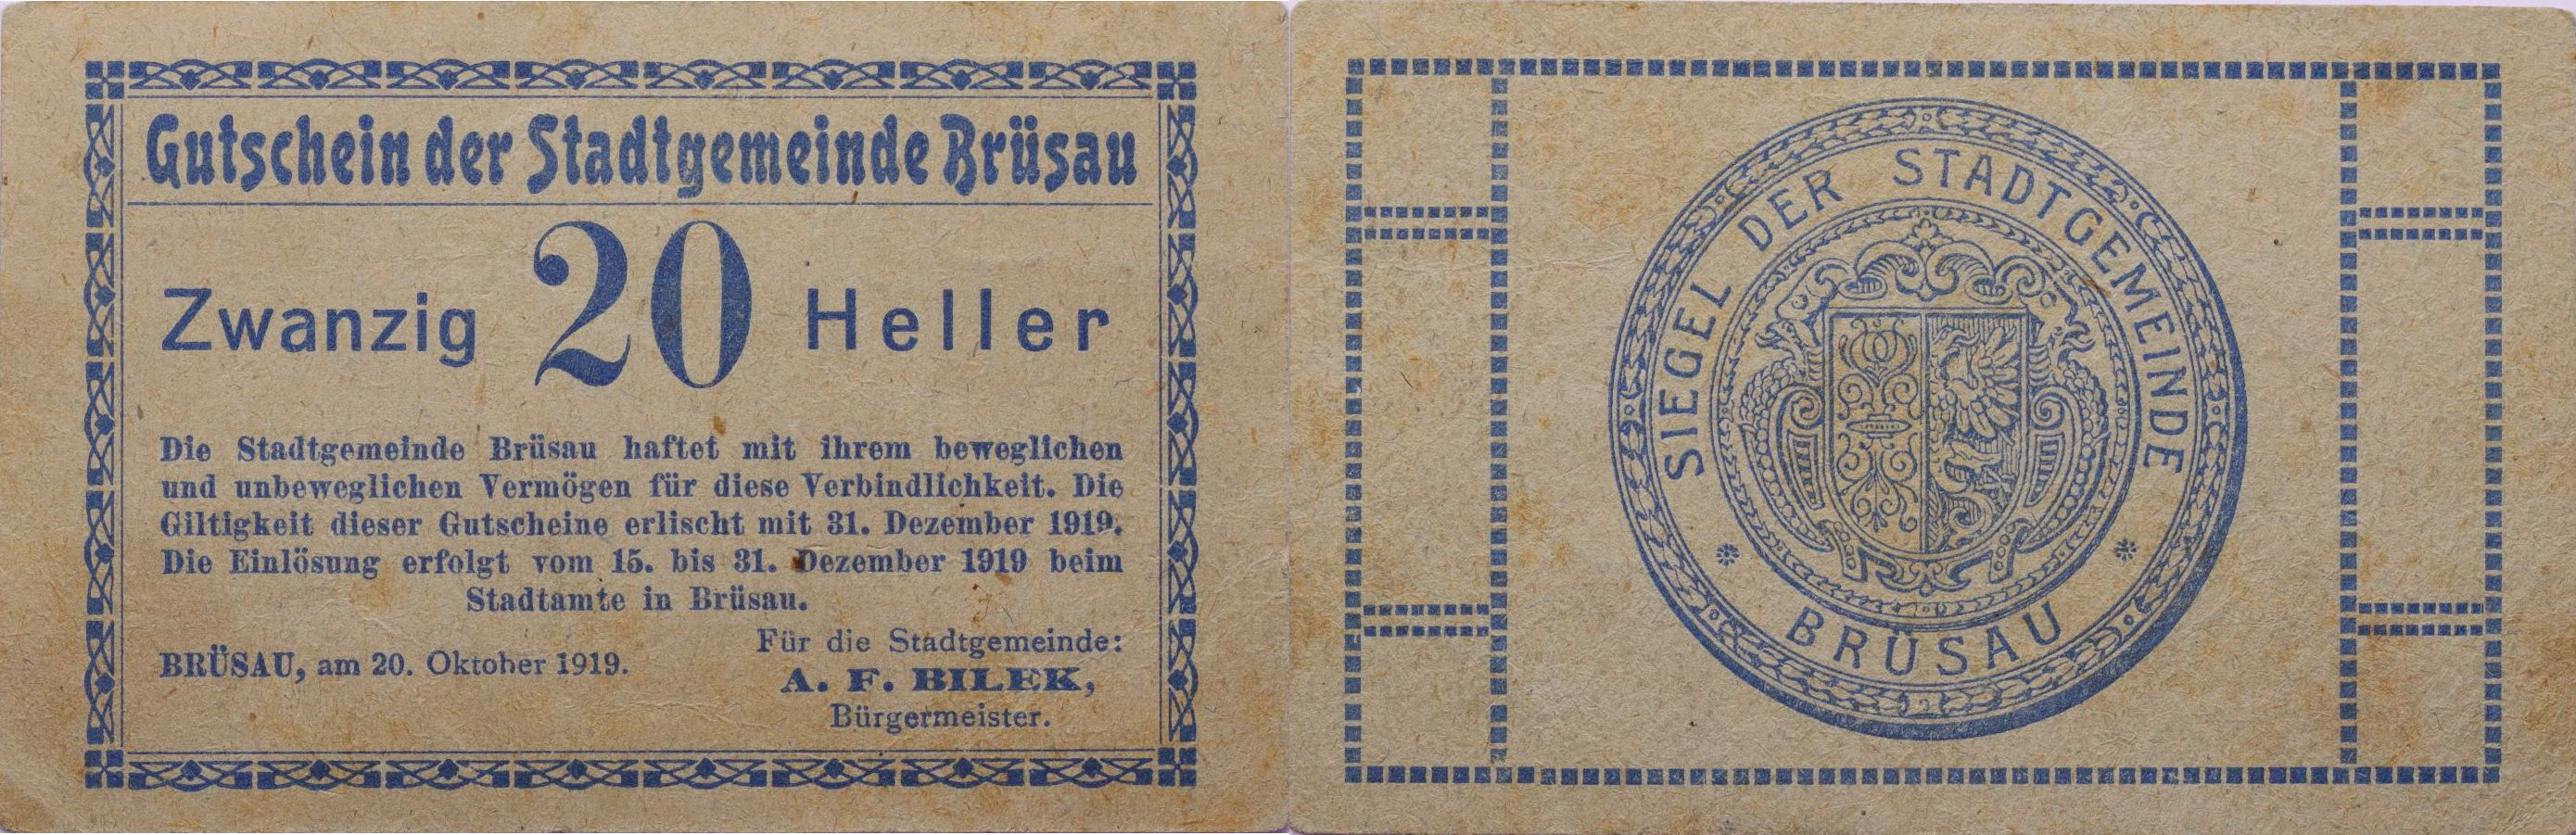 Gutschein der Stadtgemeinde Brüsau
Zwanzig 20 Heller
Die Stadtgemeinde Brüsau haftet mit ihrem beweglichen
und unbeweglichen Vermögen für diese Verbindlichkeit. Die
Giltigkeit dieser Gutscheine erlischt mit 31. Dezember 1919.
Die Einlösung erfolgt vom 15. bis 31. Dezember 1919 beim
Stadtamte in Brüsau.
BRÜSAU, am 20. Oktober 1919.
Für die Stadtgemeinde:
A. F. BILEK,
Bürgermeister.
SIEGEL DER STADTGEMEINDE
BRÜSAU